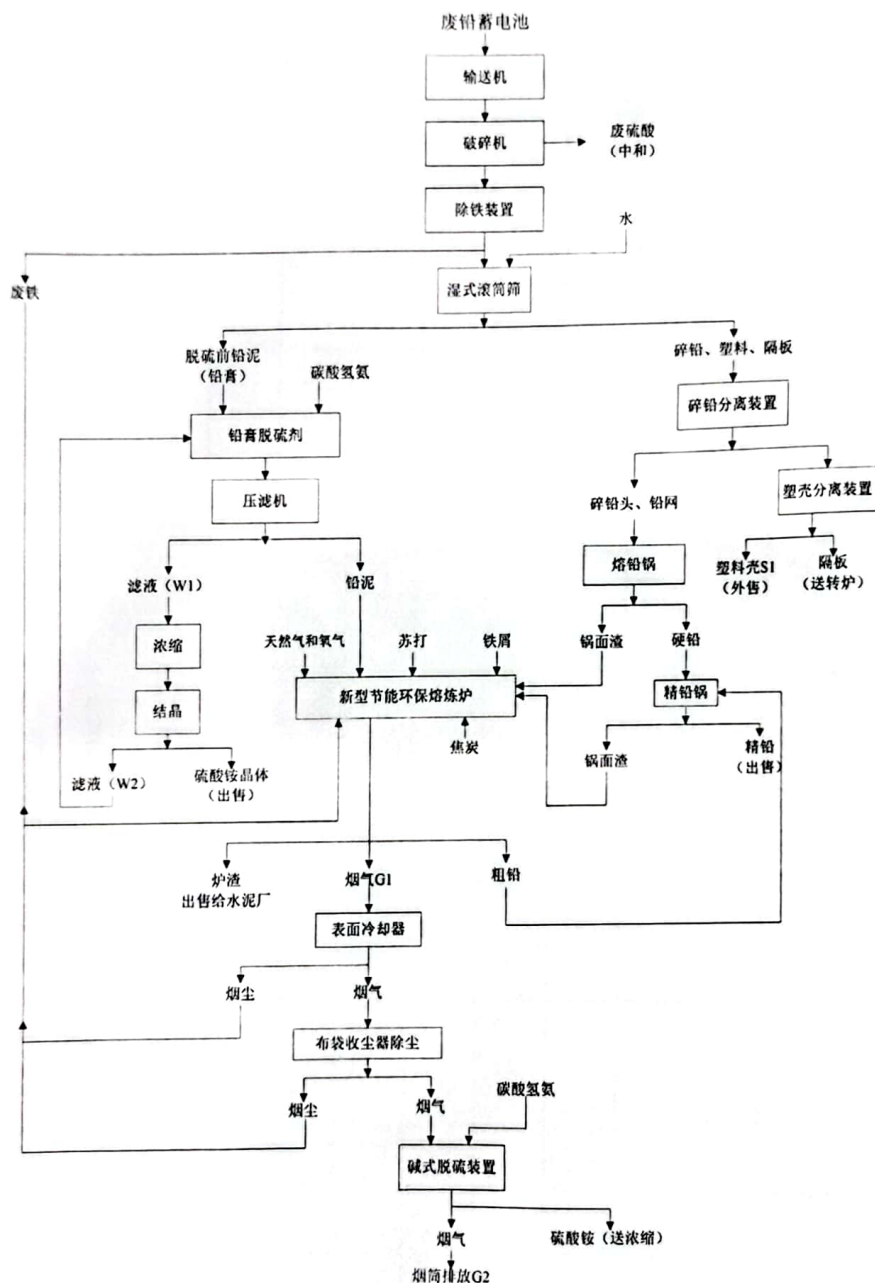 废铅蓄电池
输送机
破碎机
废硫酸
（中和）
除铁装置
水
废铁
湿式滚筒筛
脱硫前铅泥
（铅膏）
碳酸氢氨
碎铅、塑料、隔板
铅膏脱硫剂
碎铅分离装置
压滤机
碎铅头、铅网
塑壳分离装置
滤液（W1）
铅泥
熔铅锅
塑料壳S1
（外售）
隔板
（送转炉）
浓缩
天然气和氧气
苏打
铁屑
锅面渣
硬铅
新型节能环保熔炼炉
精铅锅
结晶
焦炭
锅面渣
精铅
（出售）
滤液（W2）
硫酸铵晶体
（出售）
炉渣
出售给水泥厂
烟气G1
粗铅
表面冷却器
烟尘
烟气
布袋收尘器除尘
烟尘
烟气
碳酸氢氨
碱式脱硫装置
烟气
硫酸铵（送浓缩）
烟筒排放G2